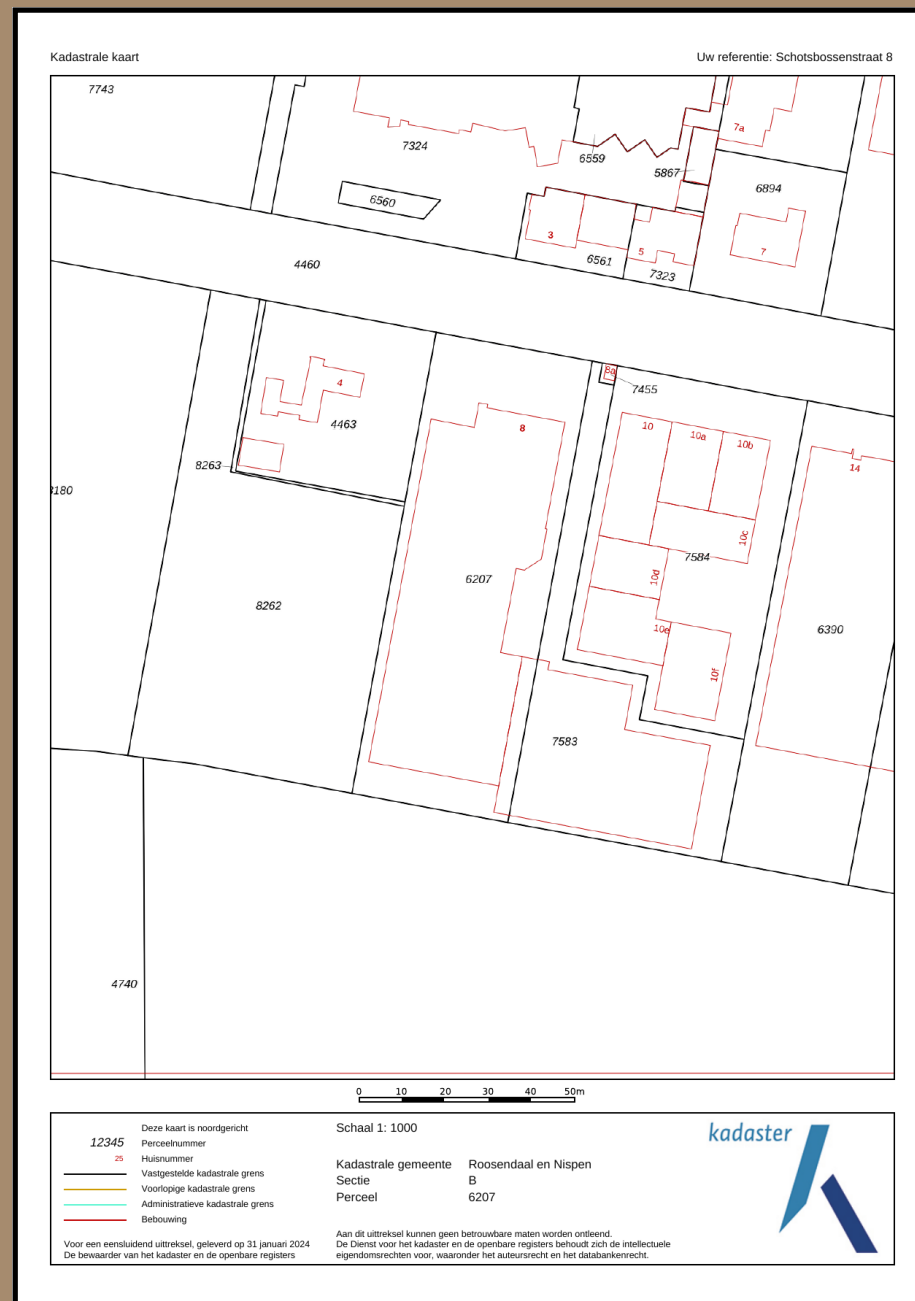 Kadastrale kaart
Uw referentie: Schotsbossenstraat 8
7743
7324
6559
7a
5867
6894
6560
3
6561
5
7323
7
4460
8a
7455
4
4463
8
10
10a
10b
14
8263
10c
7584
6207
10d
8262
10e
6390
10f
7583
4740
0 10 20 30 40 50m
Deze kaart is noordgericht
12345 Perceelnummer
25 Huisnummer
Vastgestelde kadastrale grens
Voorlopige kadastrale grens
Administratieve kadastrale grens
Bebouwing
Voor een eensluidend uittreksel, geleverd op 31 januari 2024
De bewaarder van het kadaster en de openbare registers
Schaal 1: 1000
Kadastrale gemeente Roosendaal en Nispen
Sectie B
Perceel 6207
Aan dit uittreksel kunnen geen betrouwbare maten worden ontleend.
De Dienst voor het kadaster en de openbare registers behoudt zich de intellectuele
eigendomsrechten voor, waaronder het auteursrecht en het databankenrecht.
kadaster